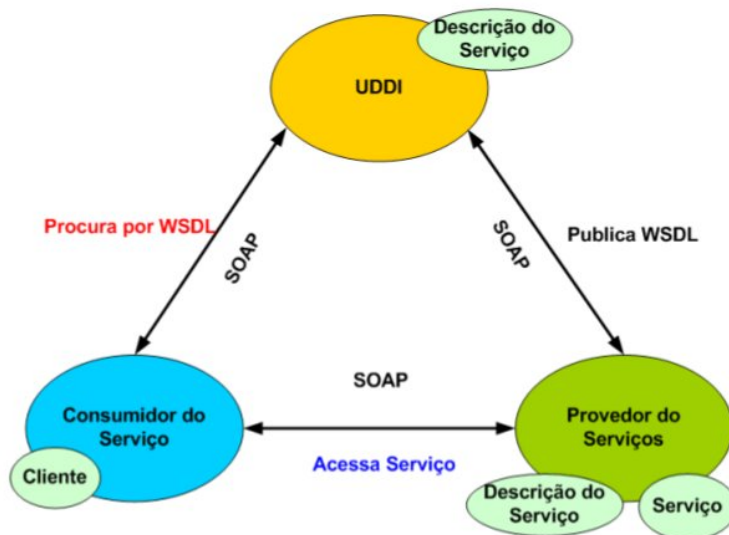 Descrição do
Serviço
UDDI
Procura por WSDL
SOAP
SOAP
Publica WSDL
SOAP
Consumidor do
Serviço
Provedor do
Serviços
Acessa Serviço
Cliente
Descrição do
Serviço
Serviço